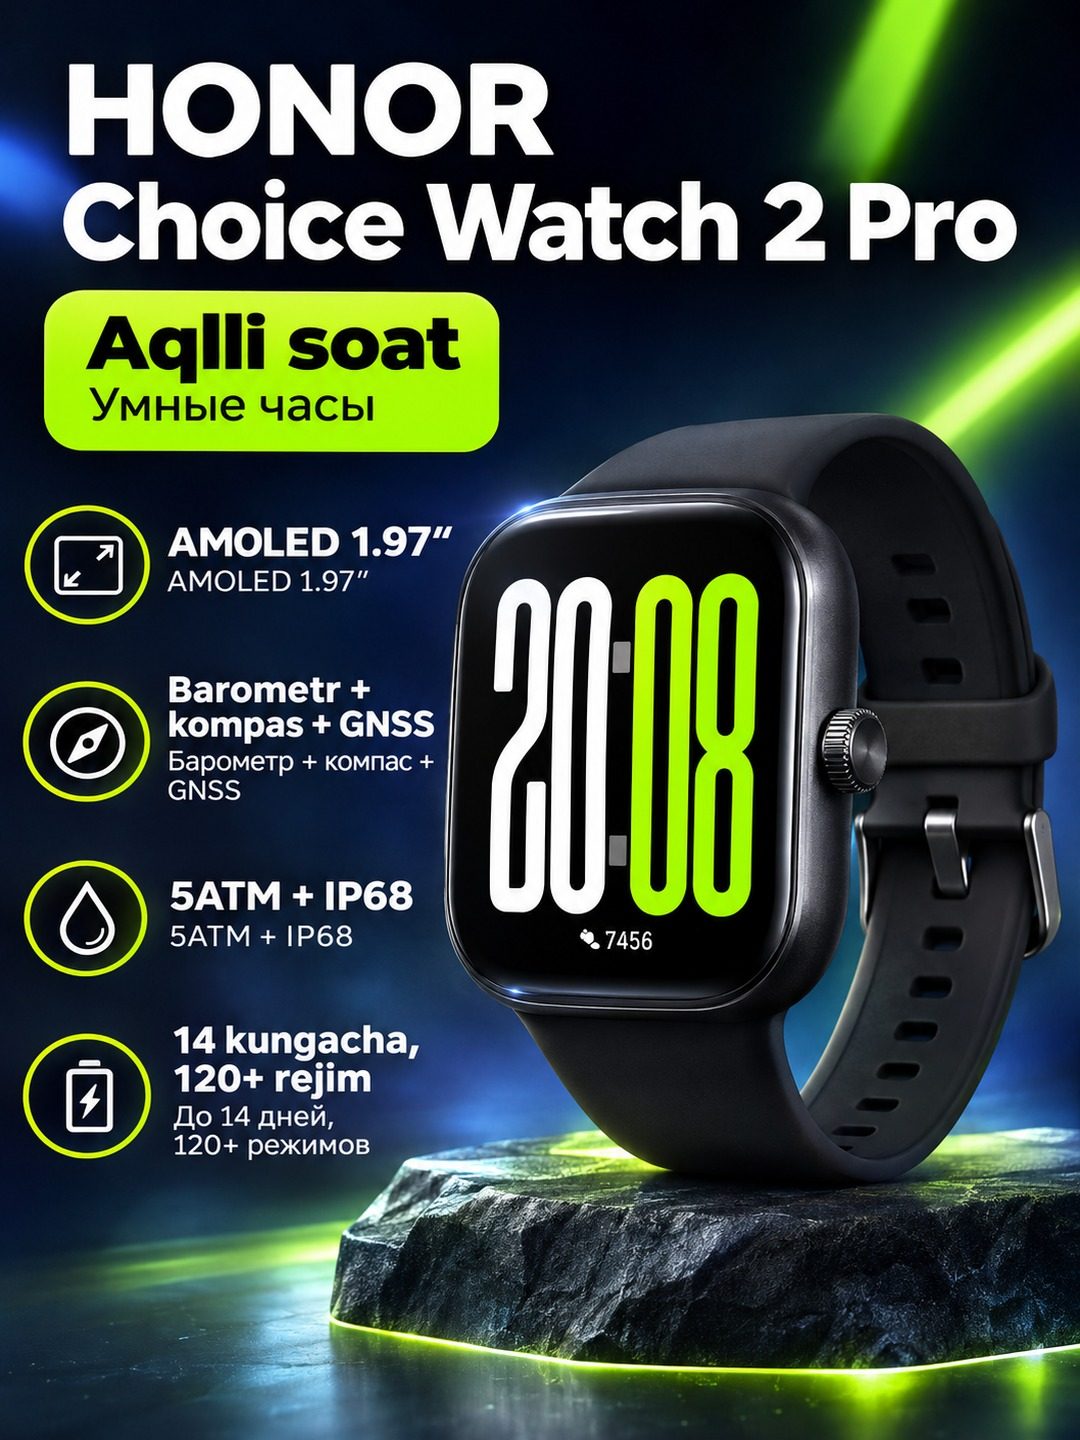 HONOR
Choice Watch 2 Pro
Aqlli soat
Умные часы
AMOLED 1.97"
AMOLED 1.97"
Barometr +
kompas + GNSS
Барометр + компас +
GNSS
5ATM + IP68
5ATM + IP68
14 kungacha,
120+ rejim
До 14 дней,
120+ режимов
20:08
7456